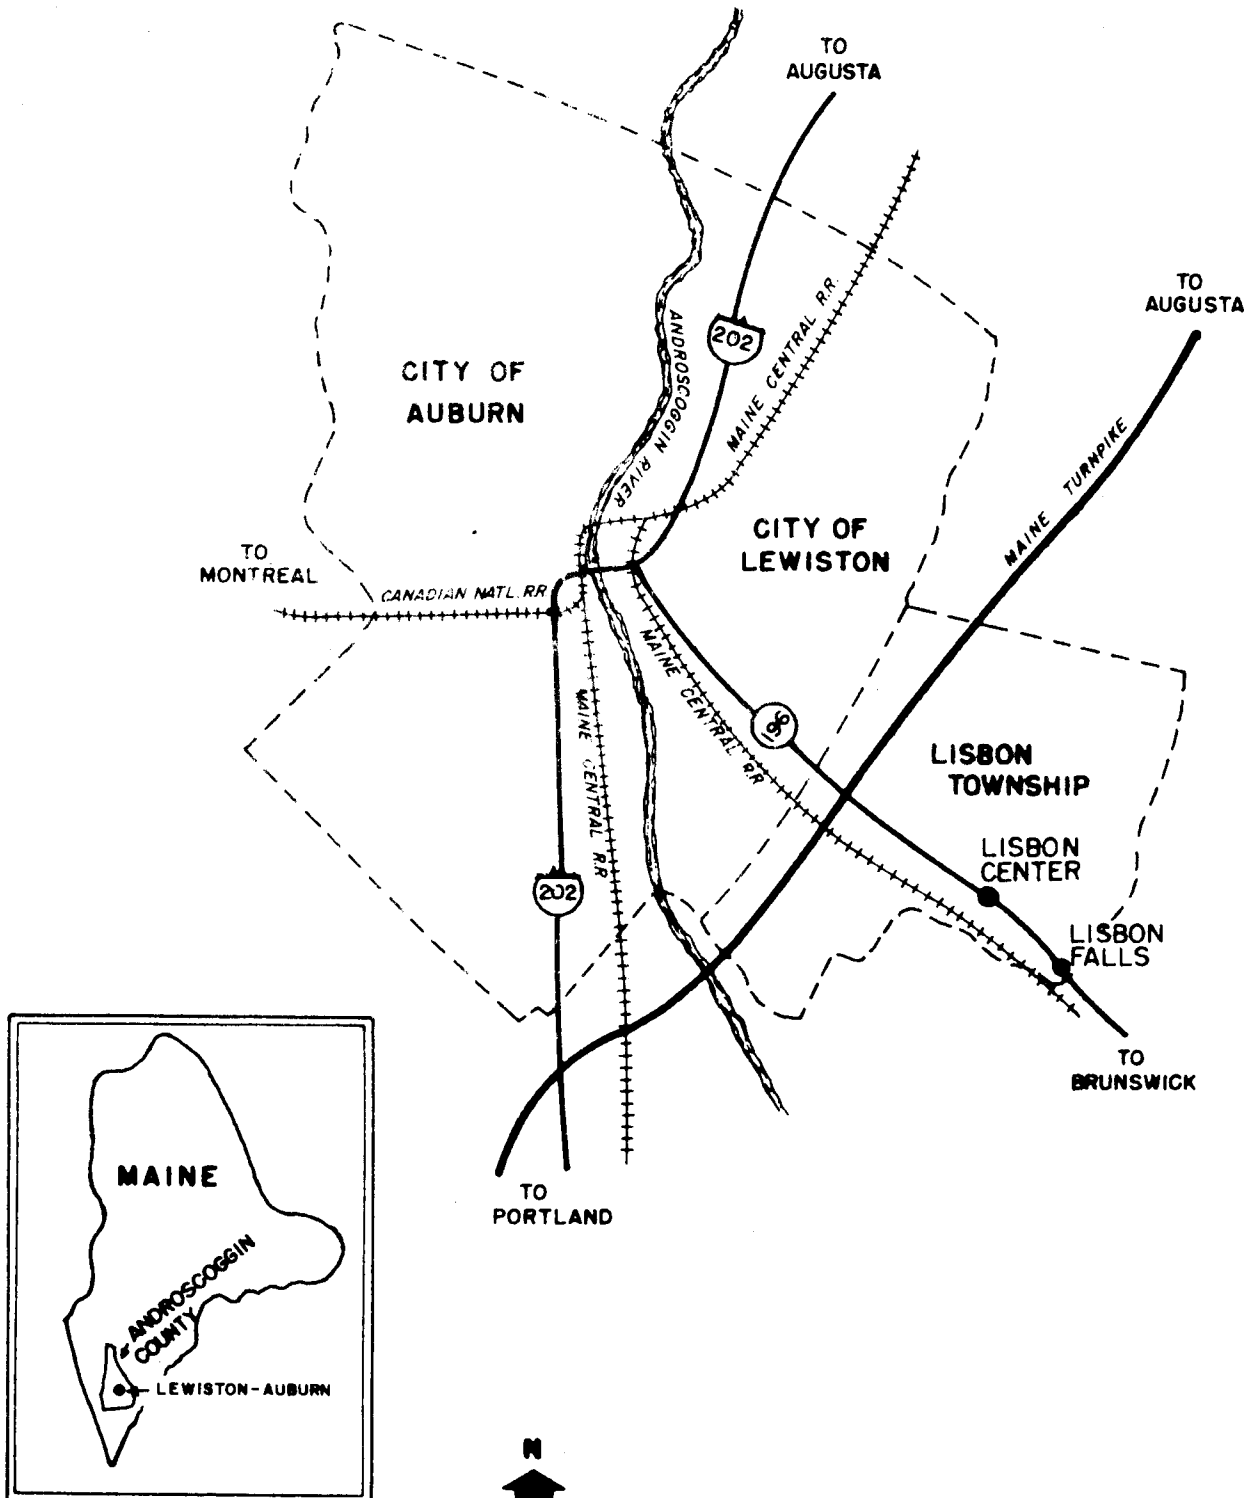 TO
AUGUSTA
TO
AUGUSTA
202
MAINE CENTRAL R.R.
ANDROSCOGGIN RIVER
CITY OF
AUBURN
MAINE TURNPIKE
CITY OF
LEWISTON
TO
MONTREAL
CANADIAN NATL. RR
MAINE CENTRAL R.R
MAINE CENTRAL R.R
196
LISBON
TOWNSHIP
LISBON
CENTER
202
LISBON
FALLS
TO
BRUNSWICK
TO
PORTLAND
MAINE
ANDROSCOGGIN
COUNTY
LEWISTON-AUBURN
N